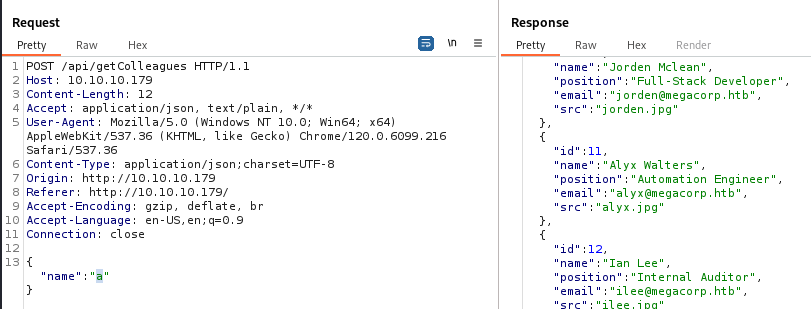 Request
Pretty Raw Hex
\n
1 POST /api/getColleagues HTTP/1.1
2 Host: 10.10.10.179
3 Content-Length: 12
4 Accept: application/json, text/plain, */*
5 User-Agent: Mozilla/5.0 (Windows NT 10.0; Win64; x64)
AppleWebKit/537.36 (KHTML, like Gecko) Chrome/120.0.6099.216
Safari/537.36
6 Content-Type: application/json;charset=UTF-8
7 Origin: http://10.10.10.179
8 Referer: http://10.10.10.179/
9 Accept-Encoding: gzip, deflate, br
10 Accept-Language: en-US,en;q=0.9
11 Connection: close
12
13 {
"name":"a"
}
Response
Pretty Raw Hex Render
"name":"Jorden Mclean",
"position":"Full-Stack Developer",
"email":"jorden@megacorp.htb",
"src":"jorden.jpg"
},
{
"id":11,
"name":"Alyx Walters",
"position":"Automation Engineer",
"email":"alyx@megacorp.htb",
"src":"alyx.jpg"
},
{
"id":12,
"name":"Ian Lee",
"position":"Internal Auditor",
"email":"ilee@megacorp.htb",
"src":"ilee.jpg"